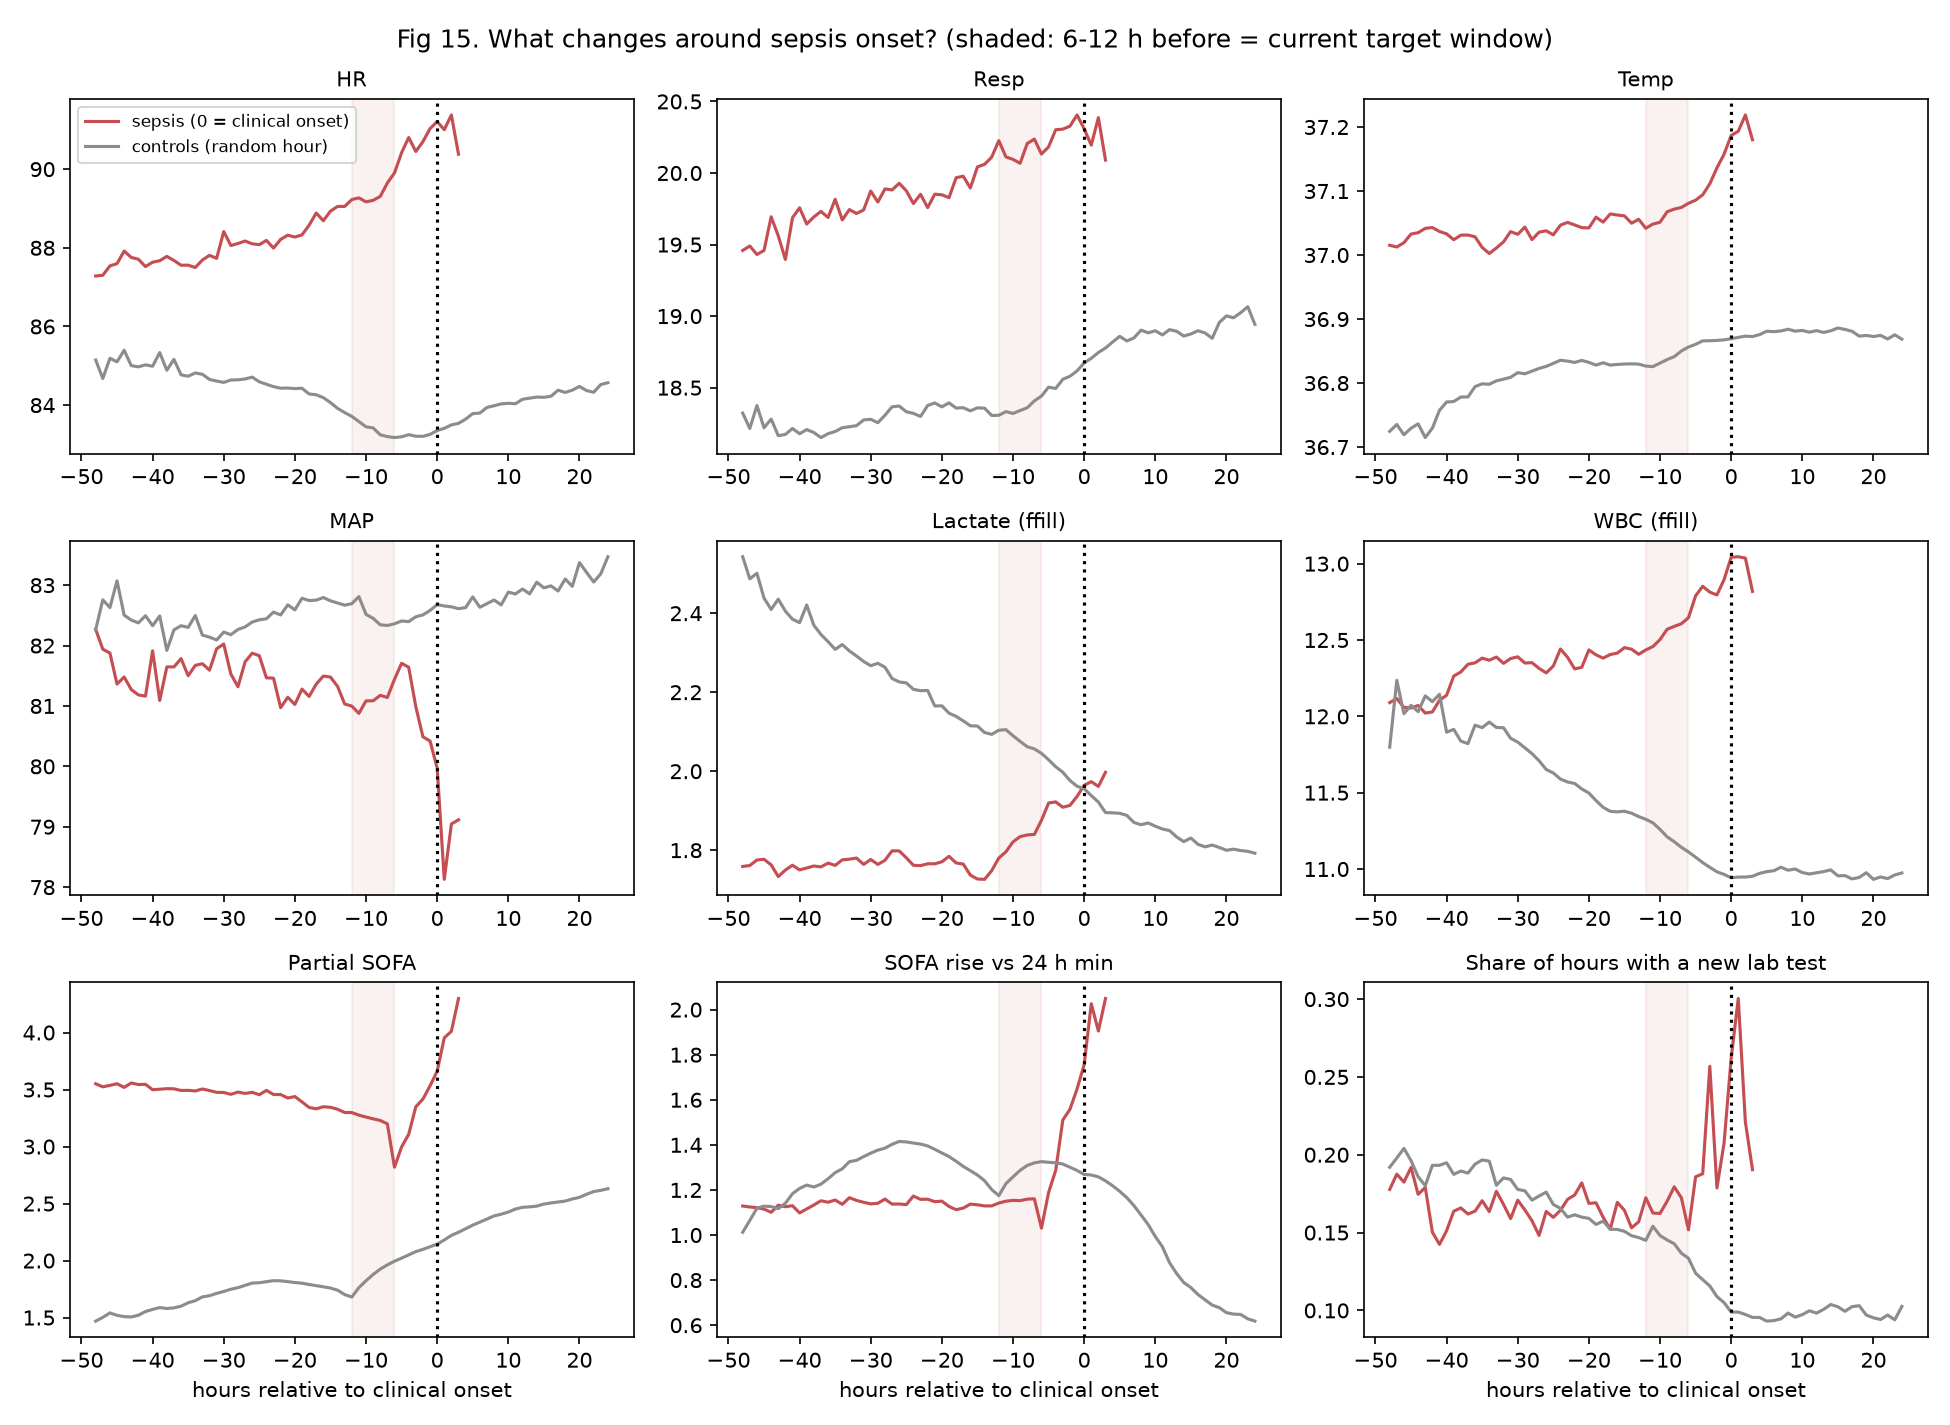 Fig 15. What changes around sepsis onset? (shaded: 6-12 h before = current target window)
HR
sepsis (0 = clinical onset)
controls (random hour)
90
88
86
84
−50 −40 −30 −20 −10 0 10 20
Resp
20.5
20.0
19.5
19.0
18.5
−50 −40 −30 −20 −10 0 10 20
Temp
37.2
37.1
37.0
36.9
36.8
36.7
−50 −40 −30 −20 −10 0 10 20
MAP
83
82
81
80
79
78
−50 −40 −30 −20 −10 0 10 20
Lactate (ffill)
2.4
2.2
2.0
1.8
−50 −40 −30 −20 −10 0 10 20
WBC (ffill)
13.0
12.5
12.0
11.5
11.0
−50 −40 −30 −20 −10 0 10 20
Partial SOFA
4.0
3.5
3.0
2.5
2.0
1.5
−50 −40 −30 −20 −10 0 10 20
hours relative to clinical onset
SOFA rise vs 24 h min
2.0
1.8
1.6
1.4
1.2
1.0
0.8
0.6
−50 −40 −30 −20 −10 0 10 20
hours relative to clinical onset
Share of hours with a new lab test
0.30
0.25
0.20
0.15
0.10
−50 −40 −30 −20 −10 0 10 20
hours relative to clinical onset